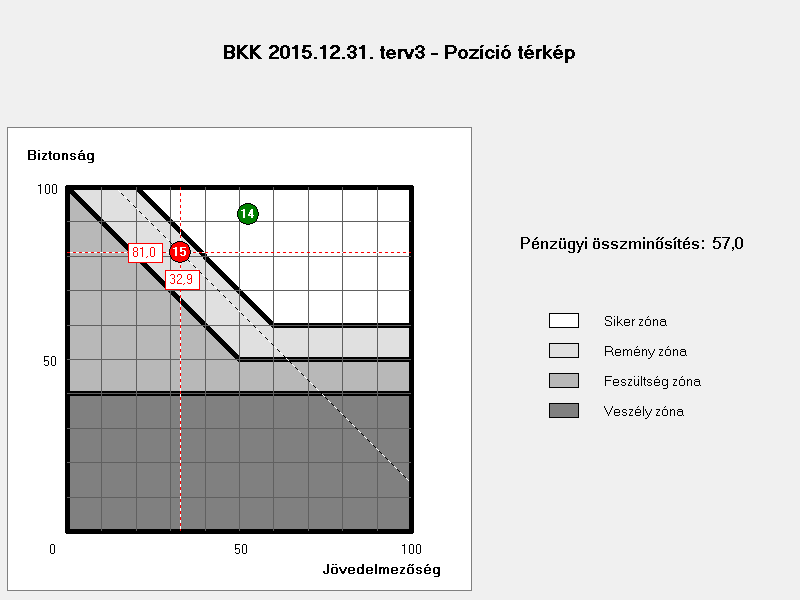 BKK 2015.12.31. terv3 - Pozíció térkép
Biztonság
100
14
81,0
15
32,9
50
0
50
100
Jövedelmezőség
Pénzügyi összminősítés: 57,0
Siker zóna
Remény zóna
Feszültség zóna
Veszély zóna